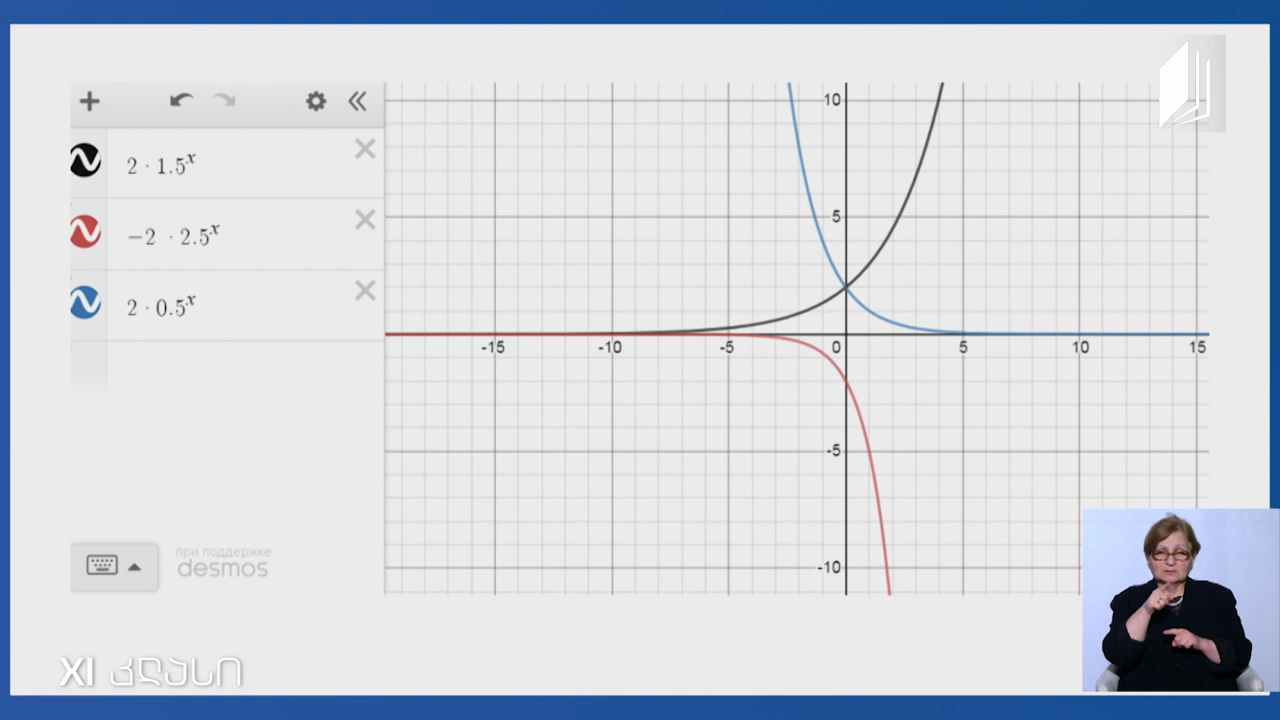 2 · 1.5^x
−2 · 2.5^x
2 · 0.5^x
при поддержке
desmos
10
5
-15
-10
-5
0
5
10
15
-5
-10
XI კლასი